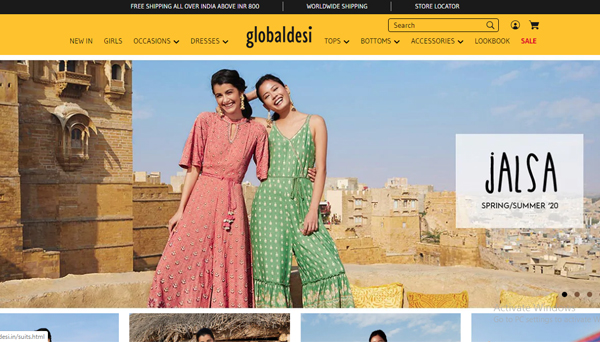 FREE SHIPPING ALL OVER INDIA ABOVE INR 800 WORLDWIDE SHIPPING STORE LOCATOR
Search
NEW IN GIRLS OCCASIONS DRESSES globaldesi TOPS BOTTOMS ACCESSORIES LOOKBOOK SALE
JALSA
SPRING/SUMMER '20
Activate Windows
desi.in/suits.html